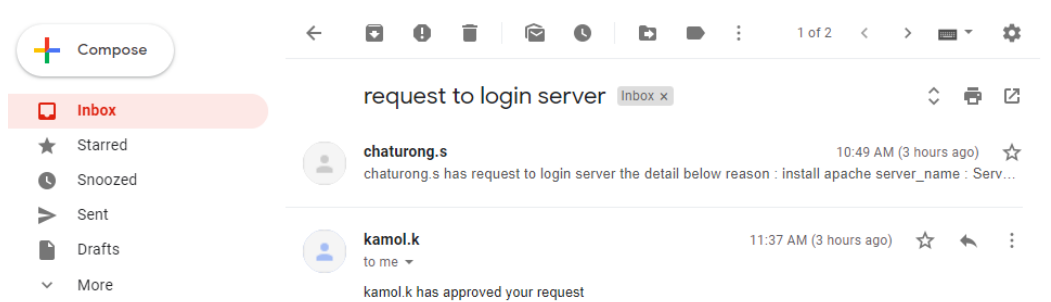 Compose
1 of 2
Inbox
Starred
Snoozed
Sent
Drafts
More
request to login server Inbox ×
chaturong.s 10:49 AM (3 hours ago)
chaturong.s has request to login server the detail below reason : install apache server_name : Serv...
kamol.k 11:37 AM (3 hours ago)
to me
kamol.k has approved your request